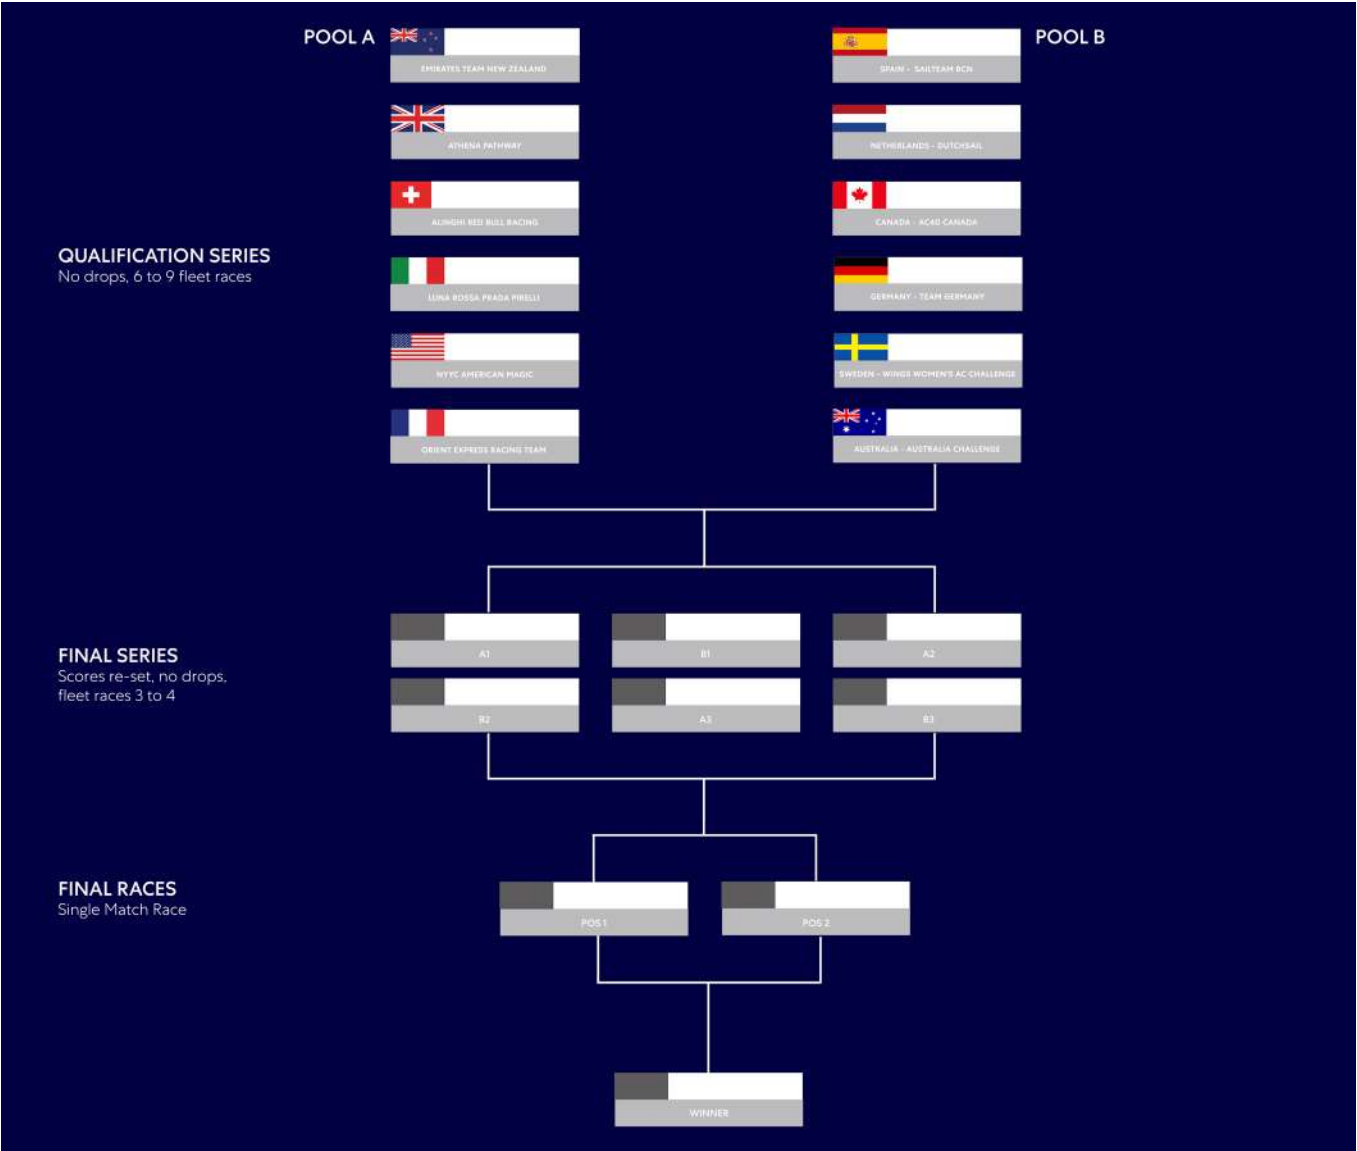 POOL A
POOL B
EMIRATES TEAM NEW ZEALAND
SPAIN - SAILTEAM BCN
ATHENA PATHWAY
NETHERLANDS - DUTCHSAIL
ALINGHI RED BULL RACING
CANADA - AC40 CANADA
QUALIFICATION SERIES
No drops, 6 to 9 fleet races
LUNA ROSSA PRADA PIRELLI
GERMANY - TEAM GERMANY
NYYC AMERICAN MAGIC
SWEDEN - WINGS WOMEN'S AC CHALLENGE
ORIENT EXPRESS RACING TEAM
AUSTRALIA - AUSTRALIA CHALLENGE
FINAL SERIES
Scores re-set, no drops,
fleet races 3 to 4
A1
B1
A2
B2
A3
B3
FINAL RACES
Single Match Race
POS 1
POS 2
WINNER